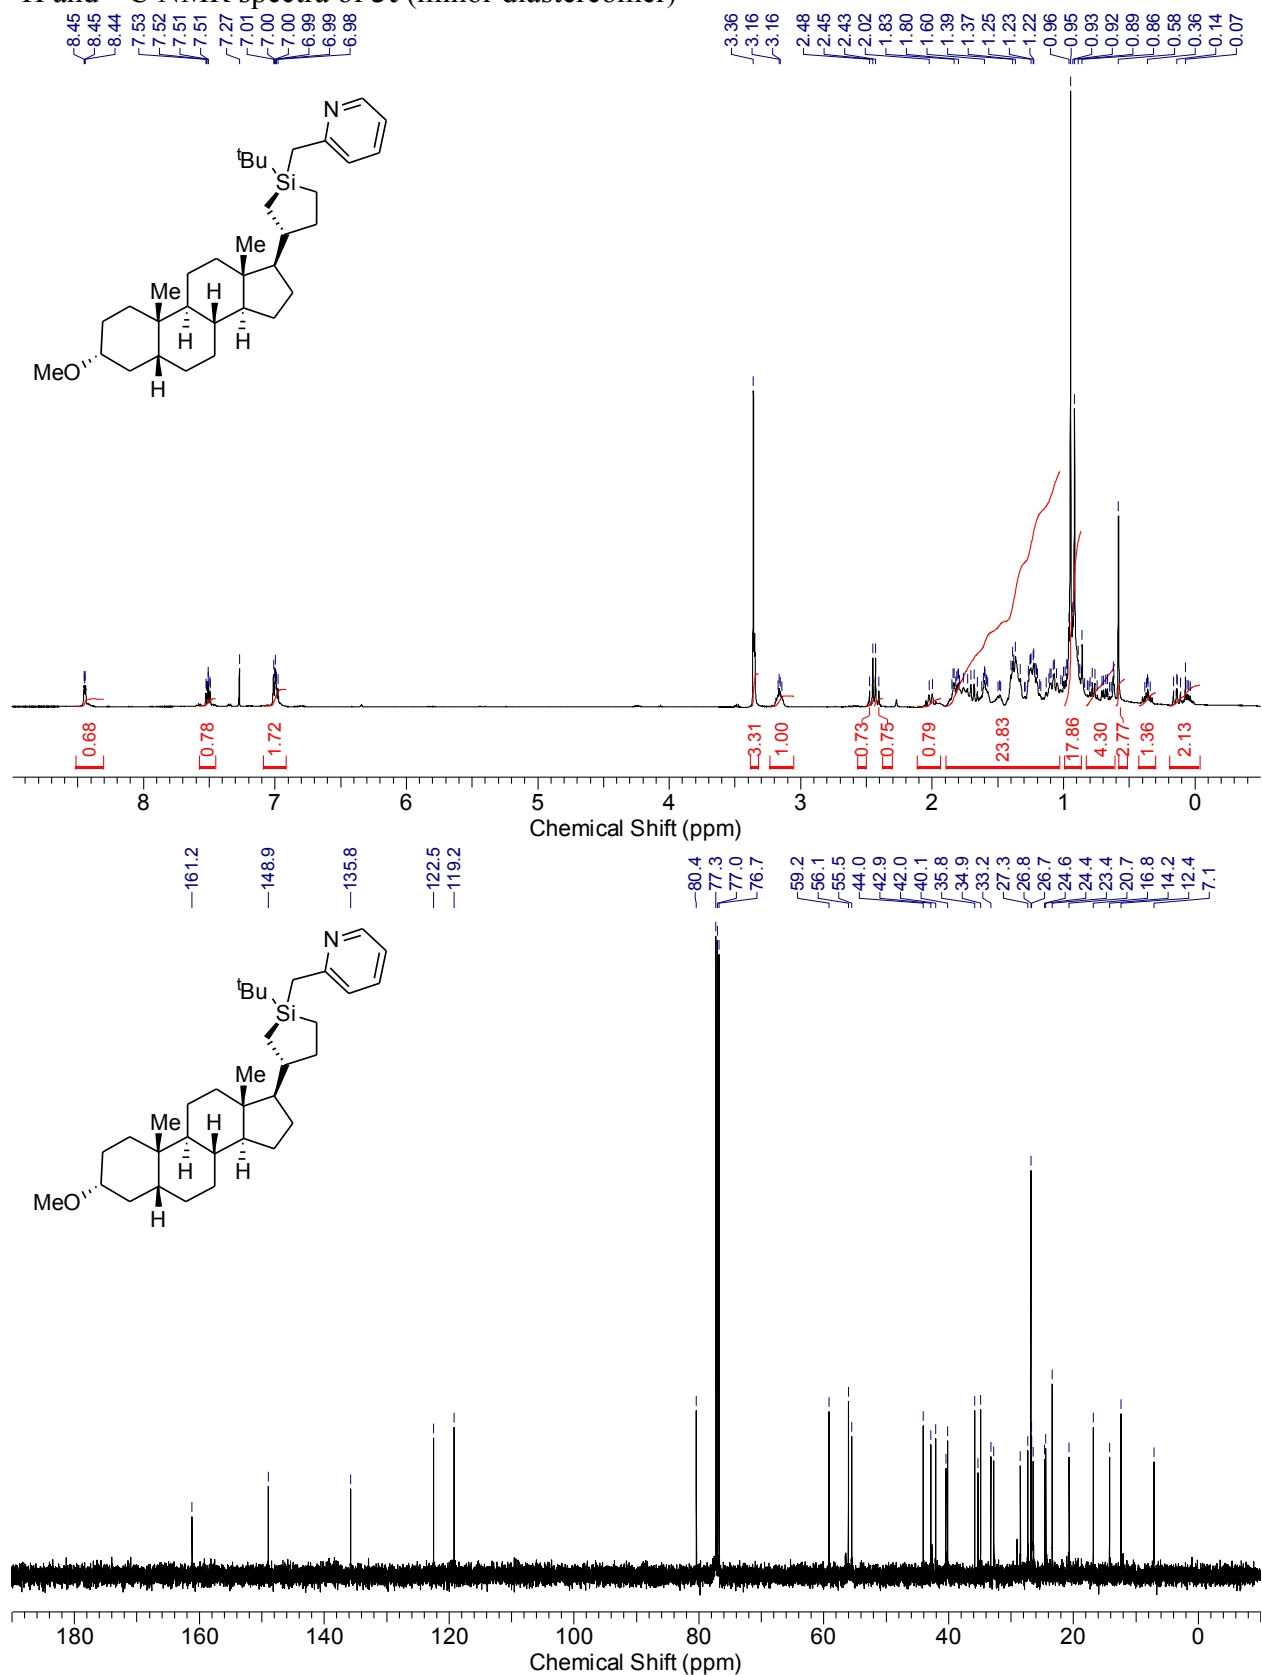 H and C NMR spectra of 3t (minor diastereomer)
8.45 8.45 8.44 7.53 7.52 7.51 7.51 7.27 7.01 7.00 7.00 6.99 6.99 6.98 3.36 3.16 3.16 2.48 2.45 2.43 2.02 1.83 1.80 1.60 1.39 1.37 1.25 1.23 1.22 0.96 0.95 0.93 0.92 0.89 0.86 0.58 0.36 0.14 0.07
N
tBu
Si
Me
Me H
H H
MeO
H
0.68 0.78 1.72 3.31 1.00 0.73 0.75 0.79 23.83 17.86 4.30 2.77 1.36 2.13
8 7 6 5 4 3 2 1 0
Chemical Shift (ppm)
161.2 148.9 135.8 122.5 119.2 80.4 77.3 77.0 76.7 59.2 56.1 55.5 44.0 42.9 42.0 40.1 35.8 34.9 33.2 27.3 26.8 26.7 24.6 24.4 23.4 20.7 16.8 14.2 12.4 7.1
N
tBu
Si
Me
Me H
H H
MeO
H
180 160 140 120 100 80 60 40 20 0
Chemical Shift (ppm)